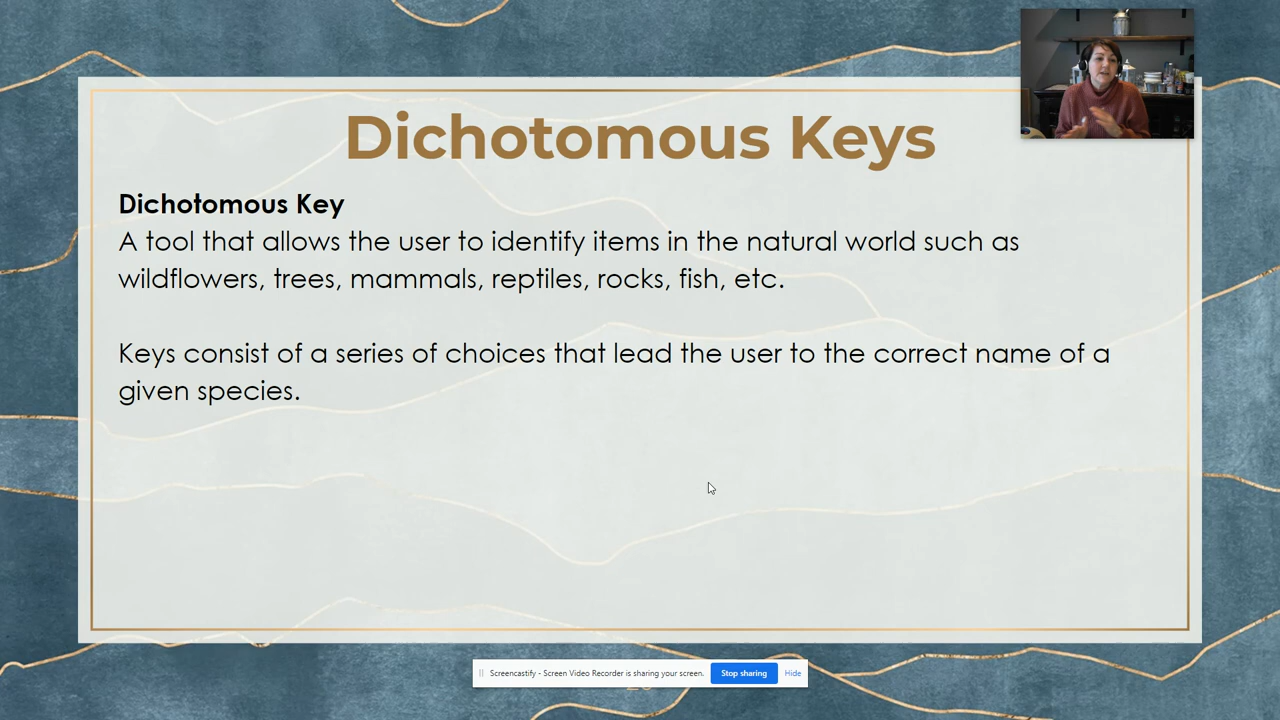 Dichotomous Keys
Dichotomous Key
A tool that allows the user to identify items in the natural world such as
wildflowers, trees, mammals, reptiles, rocks, fish, etc.
Keys consist of a series of choices that lead the user to the correct name of a
given species.
Screencastify - Screen Video Recorder is sharing your screen. Stop sharing Hide